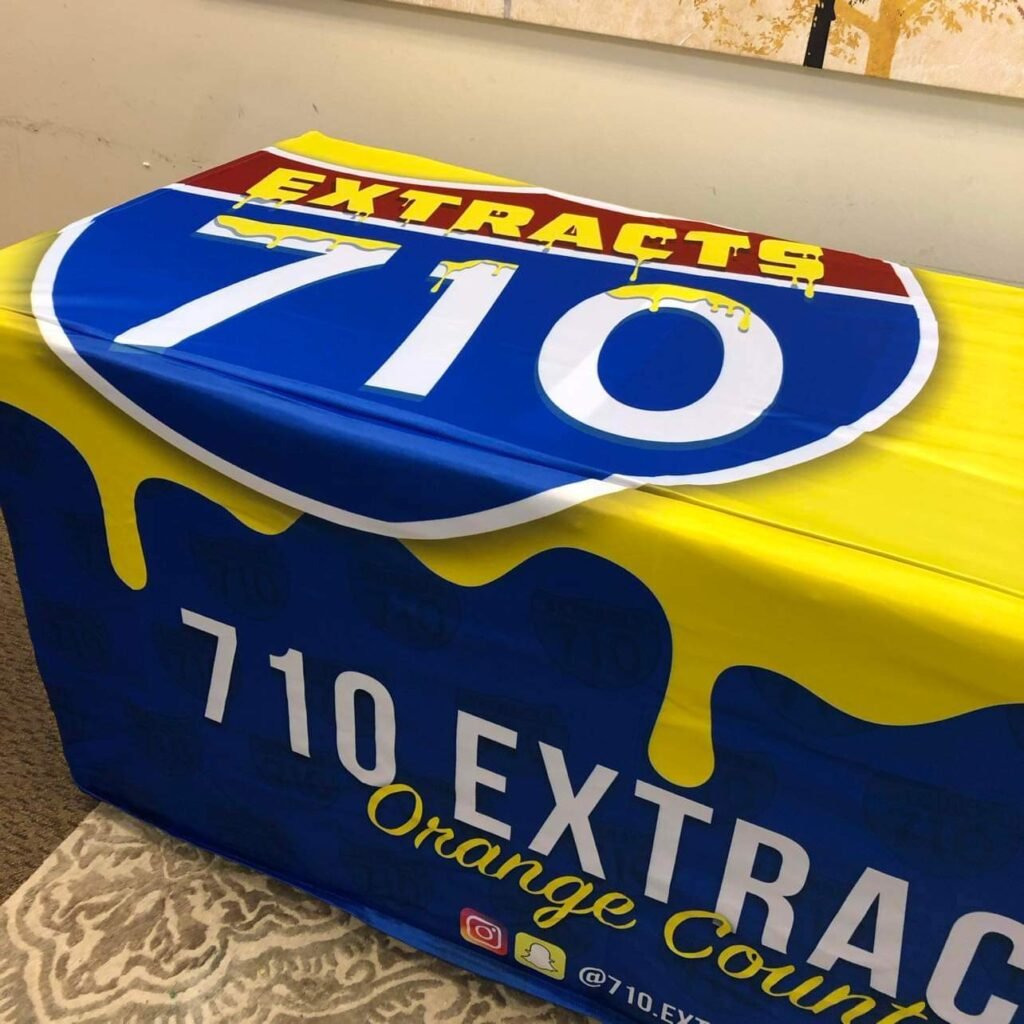 EXTRACTS
710
710 EXTRAC
Orange Count
@710.EXT